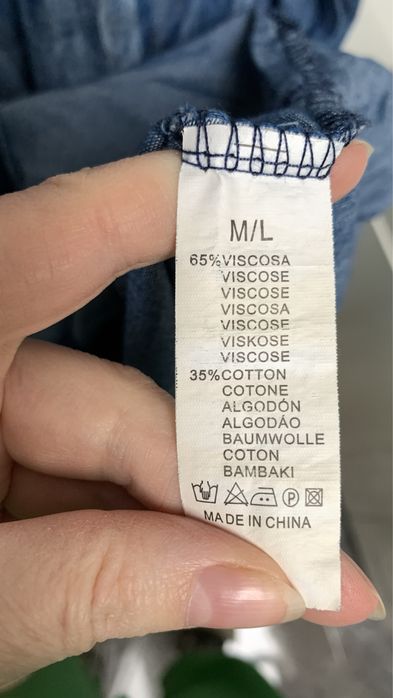 M/L
65%VISCOSA
VISCOSE
VISCOSE
VISCOSA
VISCOSE
VISKOSE
VISCOSE
35%COTTON
COTONE
ALGODÓN
ALGODÁO
BAUMWOLLE
COTON
BAMBAKI
P
MADE IN CHINA